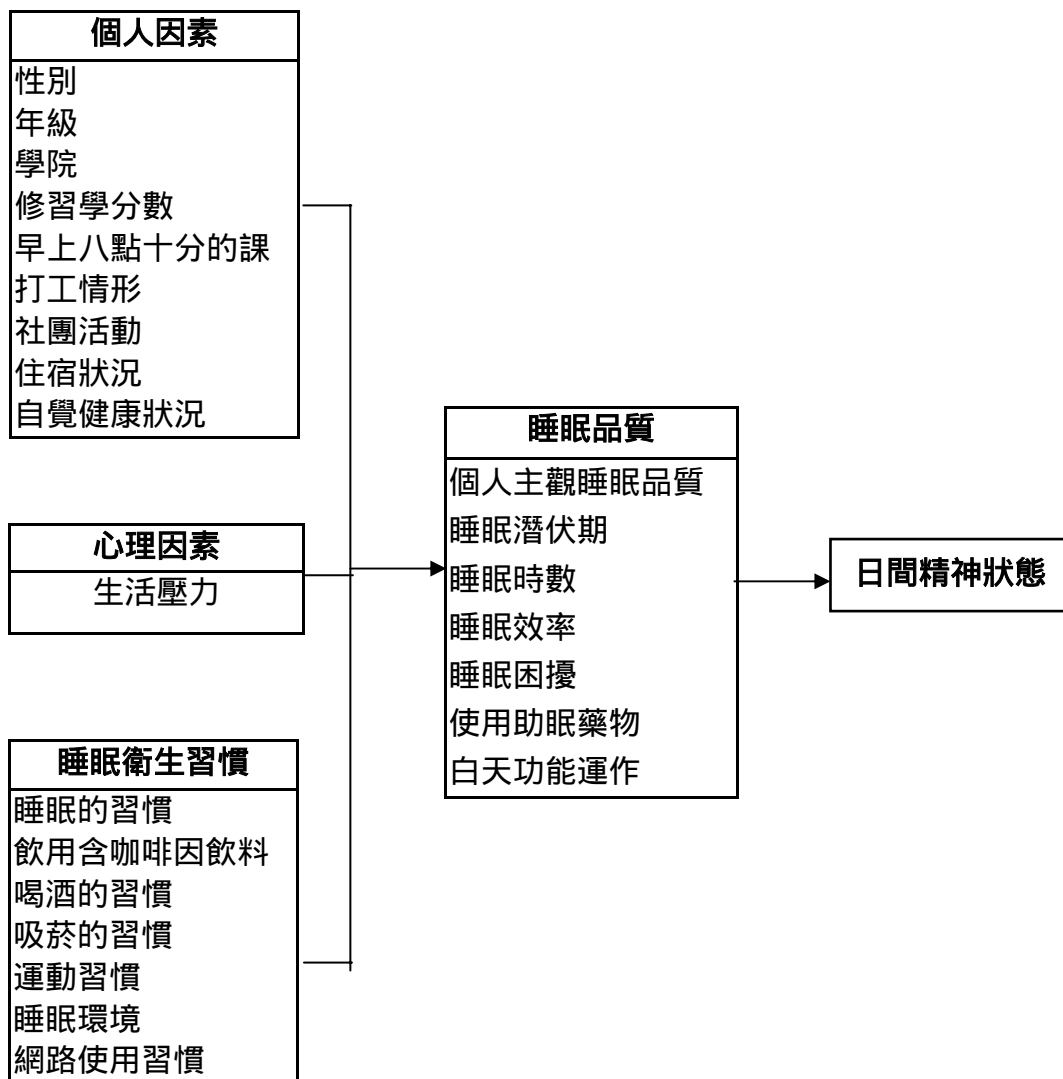 個人因素
性別
年級
學院
修習學分數
早上八點十分的課
打工情形
社團活動
住宿狀況
自覺健康狀況
心理因素
生活壓力
睡眠衛生習慣
睡眠的習慣
飲用含咖啡因飲料
喝酒的習慣
吸菸的習慣
運動習慣
睡眠環境
網路使用習慣
睡眠品質
個人主觀睡眠品質
睡眠潛伏期
睡眠時數
睡眠效率
睡眠困擾
使用助眠藥物
白天功能運作
日間精神狀態